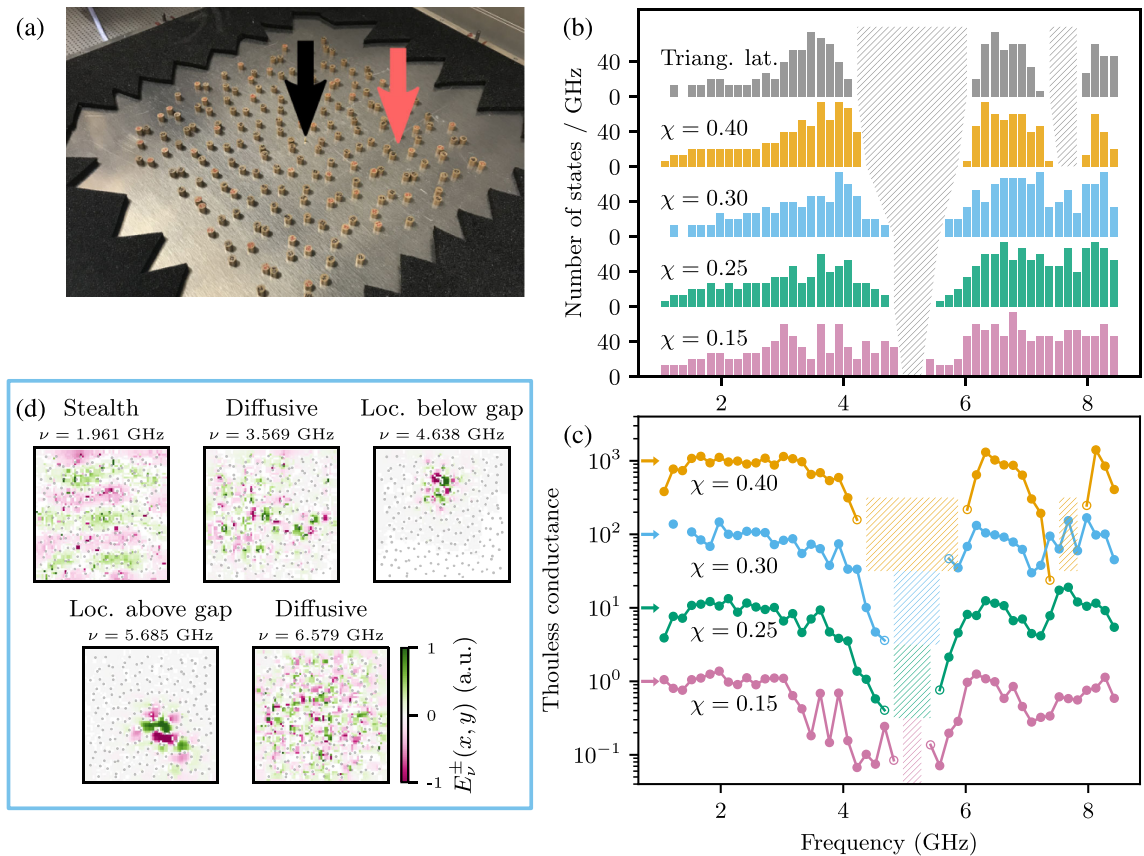 (a)
(b)
Number of states / GHz
Triang. lat.
40
0
χ = 0.40
40
0
χ = 0.30
40
0
χ = 0.25
40
0
χ = 0.15
40
0
2 4 6 8
(d)
Stealth
ν = 1.961 GHz
Diffusive
ν = 3.569 GHz
Loc. below gap
ν = 4.638 GHz
Loc. above gap
ν = 5.685 GHz
Diffusive
ν = 6.579 GHz
1
0
-1
E_ν^±(x, y) (a.u.)
(c)
Thouless conductance
10³
χ = 0.40
10²
χ = 0.30
10¹
χ = 0.25
10⁰
χ = 0.15
10⁻¹
2 4 6 8
Frequency (GHz)